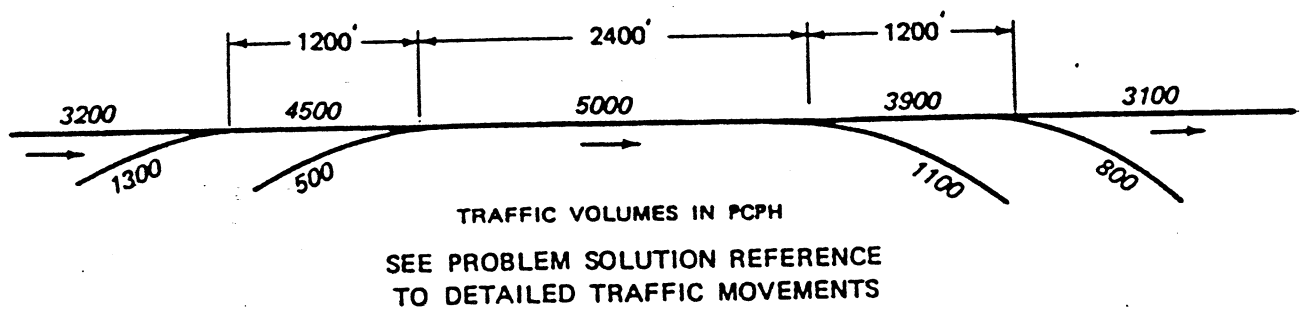 1200' 2400' 1200'
3200 4500 5000 3900 3100
1300 500 1100 800
TRAFFIC VOLUMES IN PCPH
SEE PROBLEM SOLUTION REFERENCE
TO DETAILED TRAFFIC MOVEMENTS